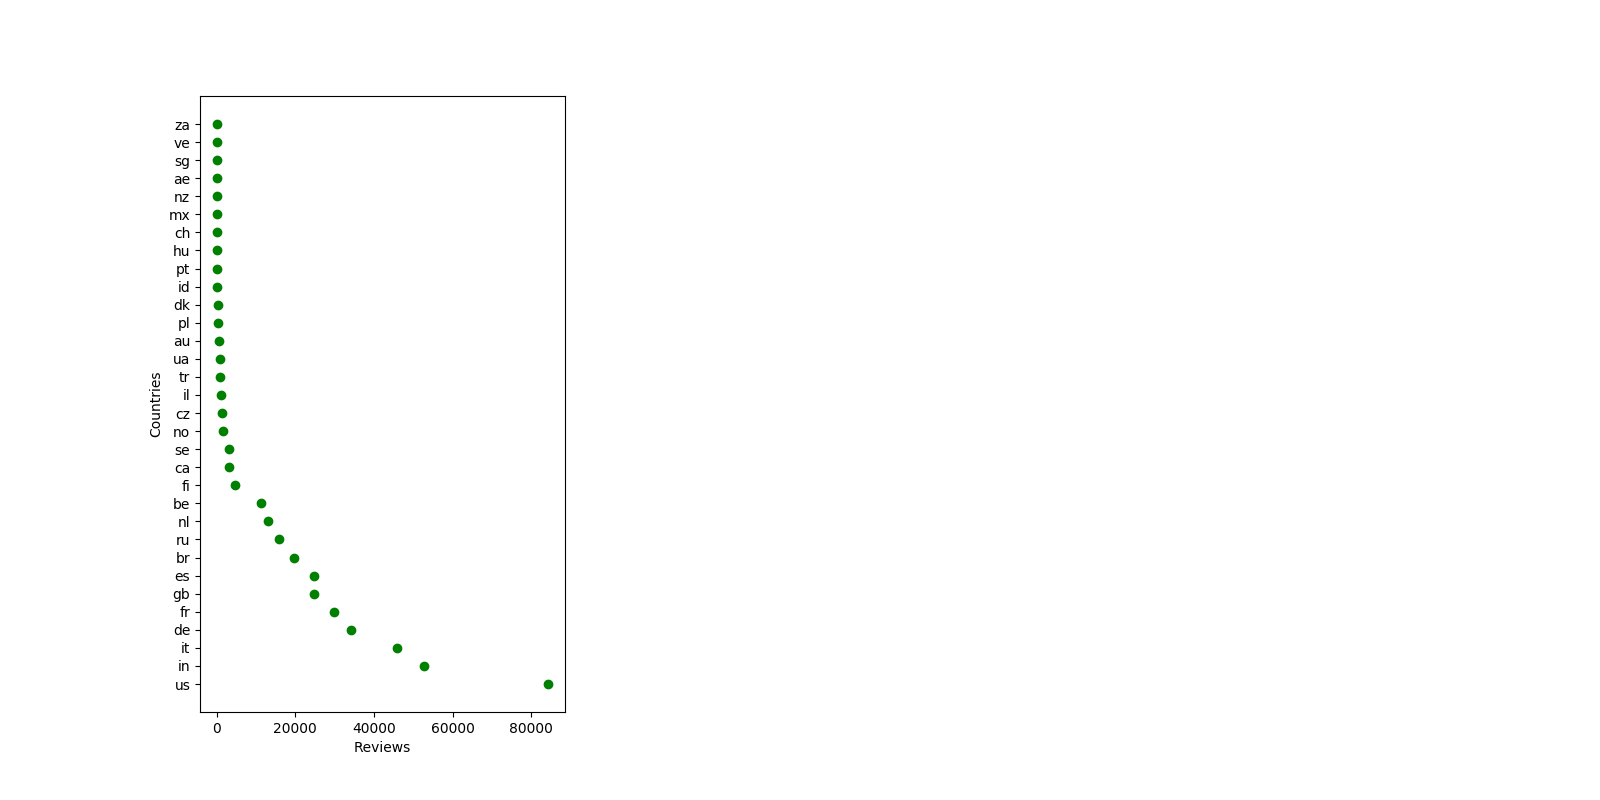 za
ve
sg
ae
nz
mx
ch
hu
pt
id
dk
pl
au
ua
tr
il
cz
no
se
ca
fi
be
nl
ru
br
es
gb
fr
de
it
in
us
Countries
0 20000 40000 60000 80000
Reviews